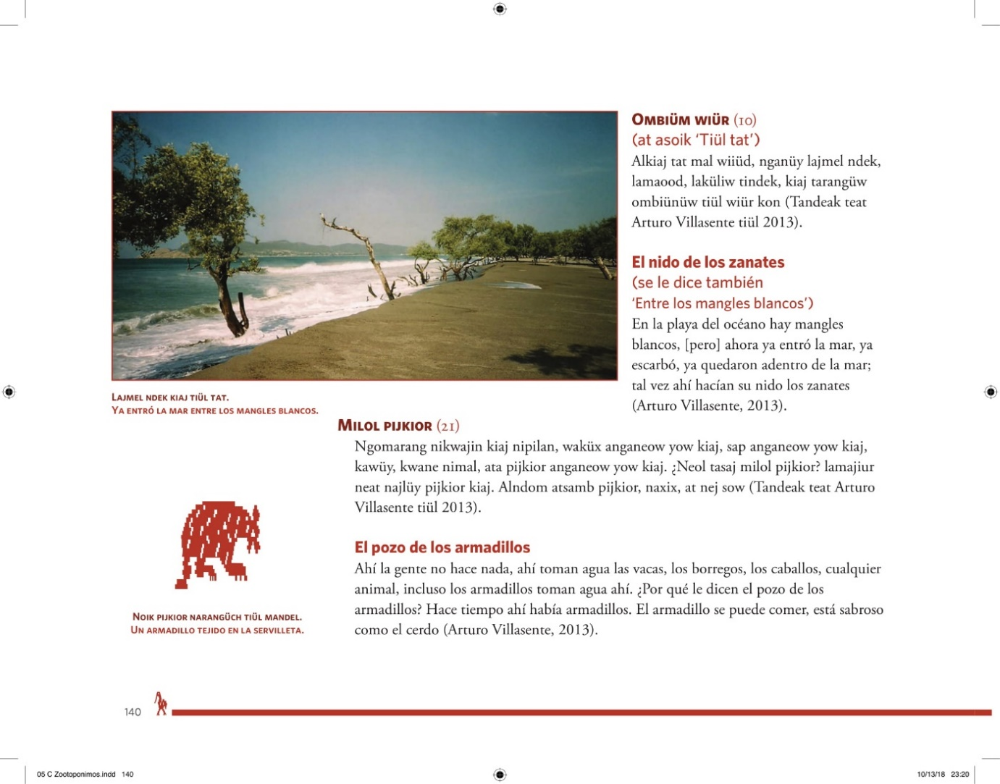 Ombiüm wiür (10)
(at asoik ‘Tiül tat’)
Alkiaj tat mal wiiüd, nganüy lajmel ndek,
lamaood, laküliw tindek, kiaj tarangüw
ombiünüw tiül wiür kon (Tandeak teat
Arturo Villasente tiül 2013).
El nido de los zanates
(se le dice también
‘Entre los mangles blancos’)
En la playa del océano hay mangles
blancos, [pero] ahora ya entró la mar, ya
escarbó, ya quedaron adentro de la mar;
tal vez ahí hacían su nido los zanates
(Arturo Villasente, 2013).
Lajmel ndek kiaj tiül tat.
Ya entró la mar entre los mangles blancos.
Milol pijkior (21)
Ngomarang nikwajin kiaj nipilan, waküx anganeow yow kiaj, sap anganeow yow kiaj,
kawüy, kwane nimal, ata pijkior anganeow yow kiaj. ¿Neol tasaj milol pijkior? lamajiur
neat najlüy pijkior kiaj. Alndom atsamb pijkior, naxix, at nej sow (Tandeak teat Arturo
Villasente tiül 2013).
El pozo de los armadillos
Ahí la gente no hace nada, ahí toman agua las vacas, los borregos, los caballos, cualquier
animal, incluso los armadillos toman agua ahí. ¿Por qué le dicen el pozo de los
armadillos? Hace tiempo ahí había armadillos. El armadillo se puede comer, está sabroso
como el cerdo (Arturo Villasente, 2013).
Noik pijkior narangüch tiül mandel.
Un armadillo tejido en la servilleta.
140
05 C Zootoponimos.indd 140
10/13/18 23:20